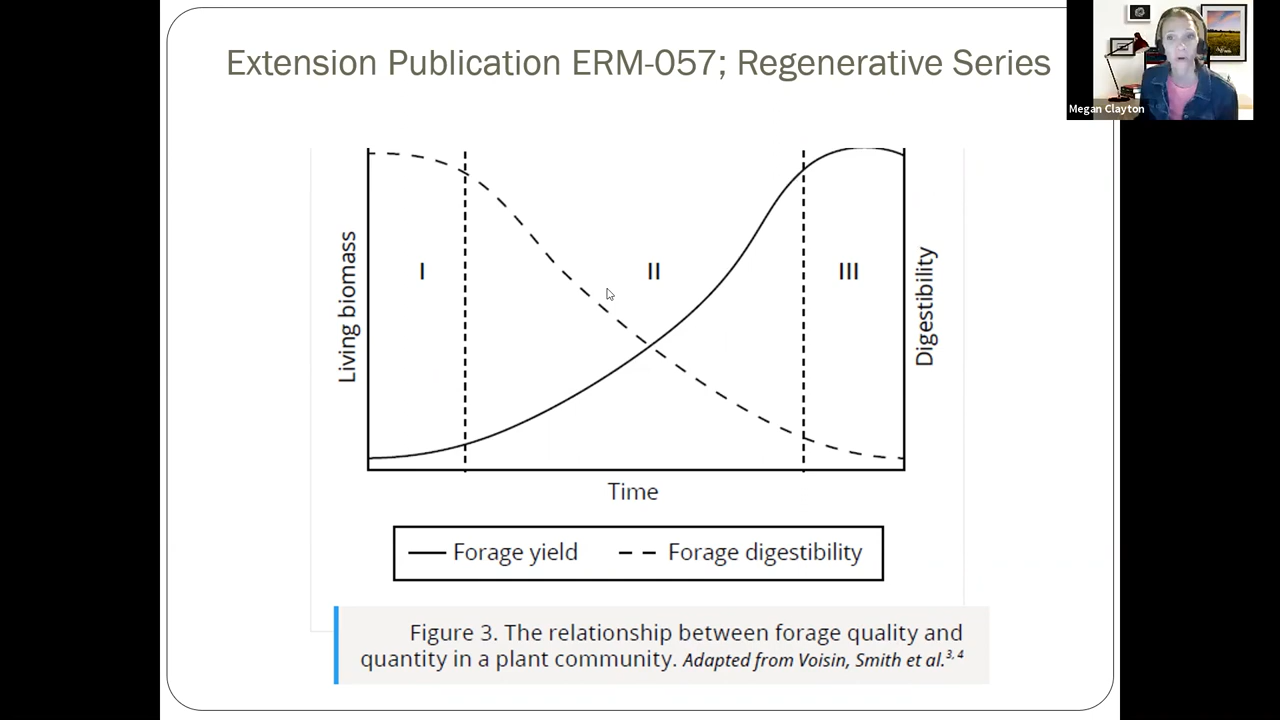 Extension Publication ERM-057; Regenerative Series
Megan Clayton
Living biomass
I
II
III
Digestibility
Time
Forage yield
Forage digestibility
Figure 3. The relationship between forage quality and
quantity in a plant community. Adapted from Voisin, Smith et al.3, 4